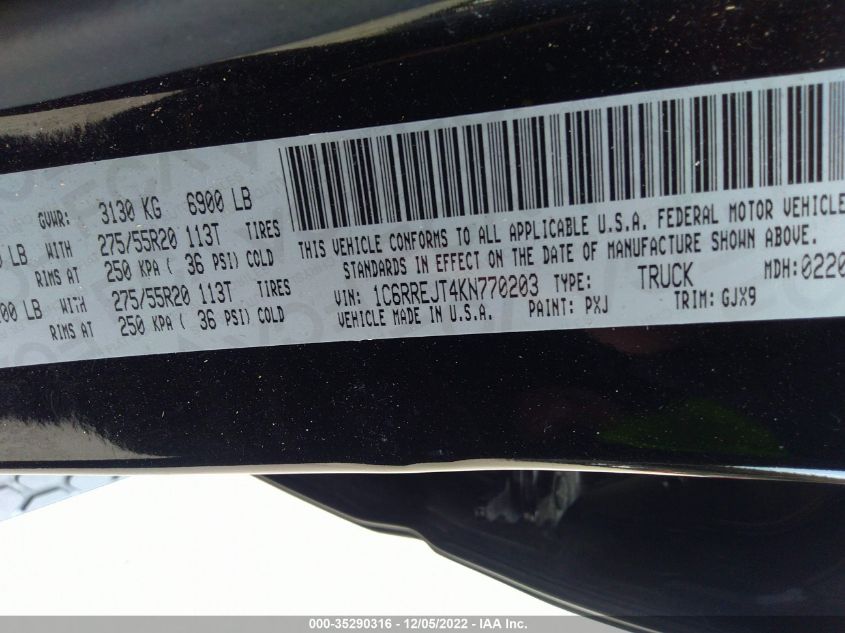 GVWR: 3130 KG 6900 LB
LB WITH 275/55R20 113T TIRES
RIMS AT 250 KPA ( 36 PSI) COLD
00 LB WITH 275/55R20 113T TIRES
RIMS AT 250 KPA ( 36 PSI) COLD
THIS VEHICLE CONFORMS TO ALL APPLICABLE U.S.A. FEDERAL MOTOR VEHICLE
STANDARDS IN EFFECT ON THE DATE OF MANUFACTURE SHOWN ABOVE.
VIN: 1C6RREJT4KN770203 TYPE: TRUCK MDH:0220
VEHICLE MADE IN U.S.A. PAINT: PXJ TRIM: GJX9
000-35290316 - 12/05/2022 - IAA Inc.